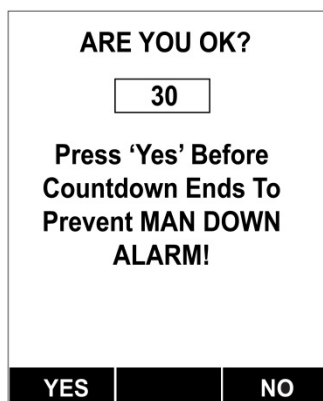 ARE YOU OK?
30
Press ‘Yes’ Before
Countdown Ends To
Prevent MAN DOWN
ALARM!
YES NO